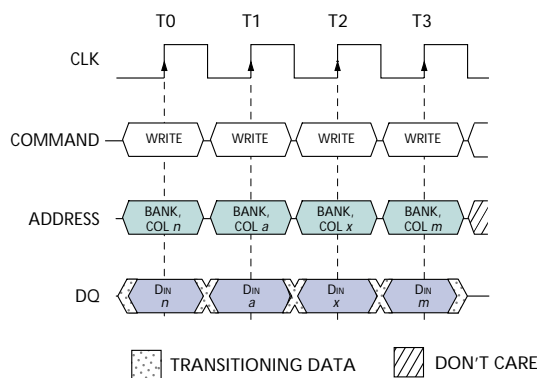 T0 T1 T2 T3
CLK
COMMAND WRITE WRITE WRITE WRITE
ADDRESS BANK, COL n BANK, COL a BANK, COL x BANK, COL m
DQ DIN n DIN a DIN x DIN m
TRANSITIONING DATA DON'T CARE